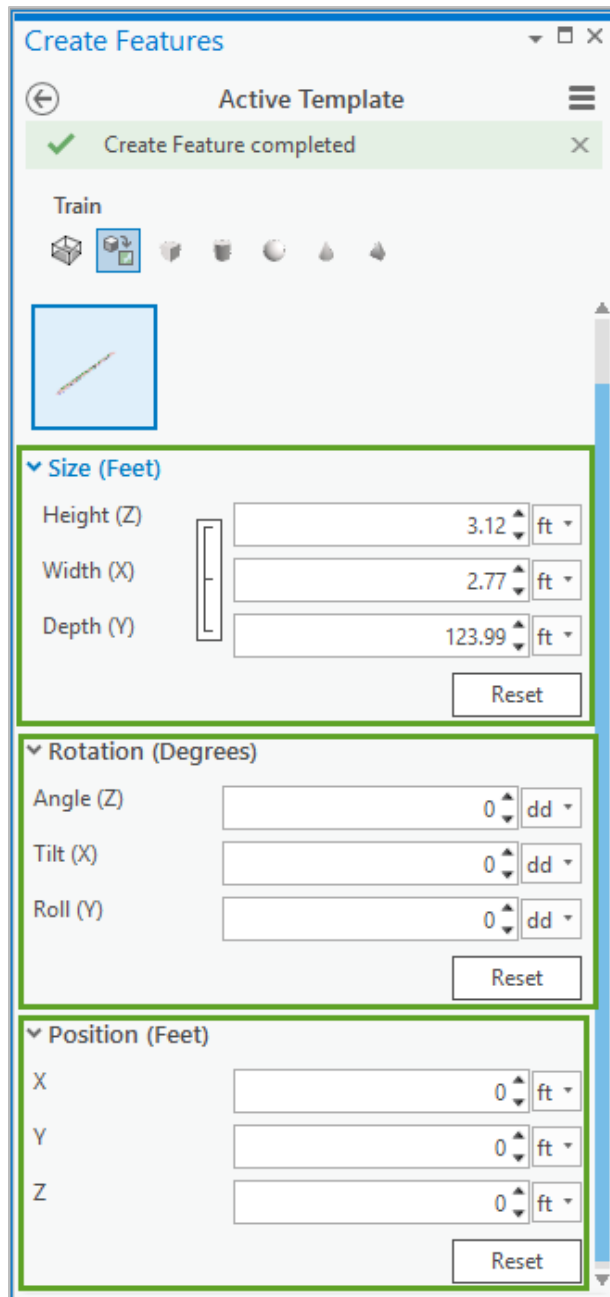 Create Features
Active Template
Create Feature completed
Train
Size (Feet)
Height (Z) 3.12 ft
Width (X) 2.77 ft
Depth (Y) 123.99 ft
Reset
Rotation (Degrees)
Angle (Z) 0 dd
Tilt (X) 0 dd
Roll (Y) 0 dd
Reset
Position (Feet)
X 0 ft
Y 0 ft
Z 0 ft
Reset